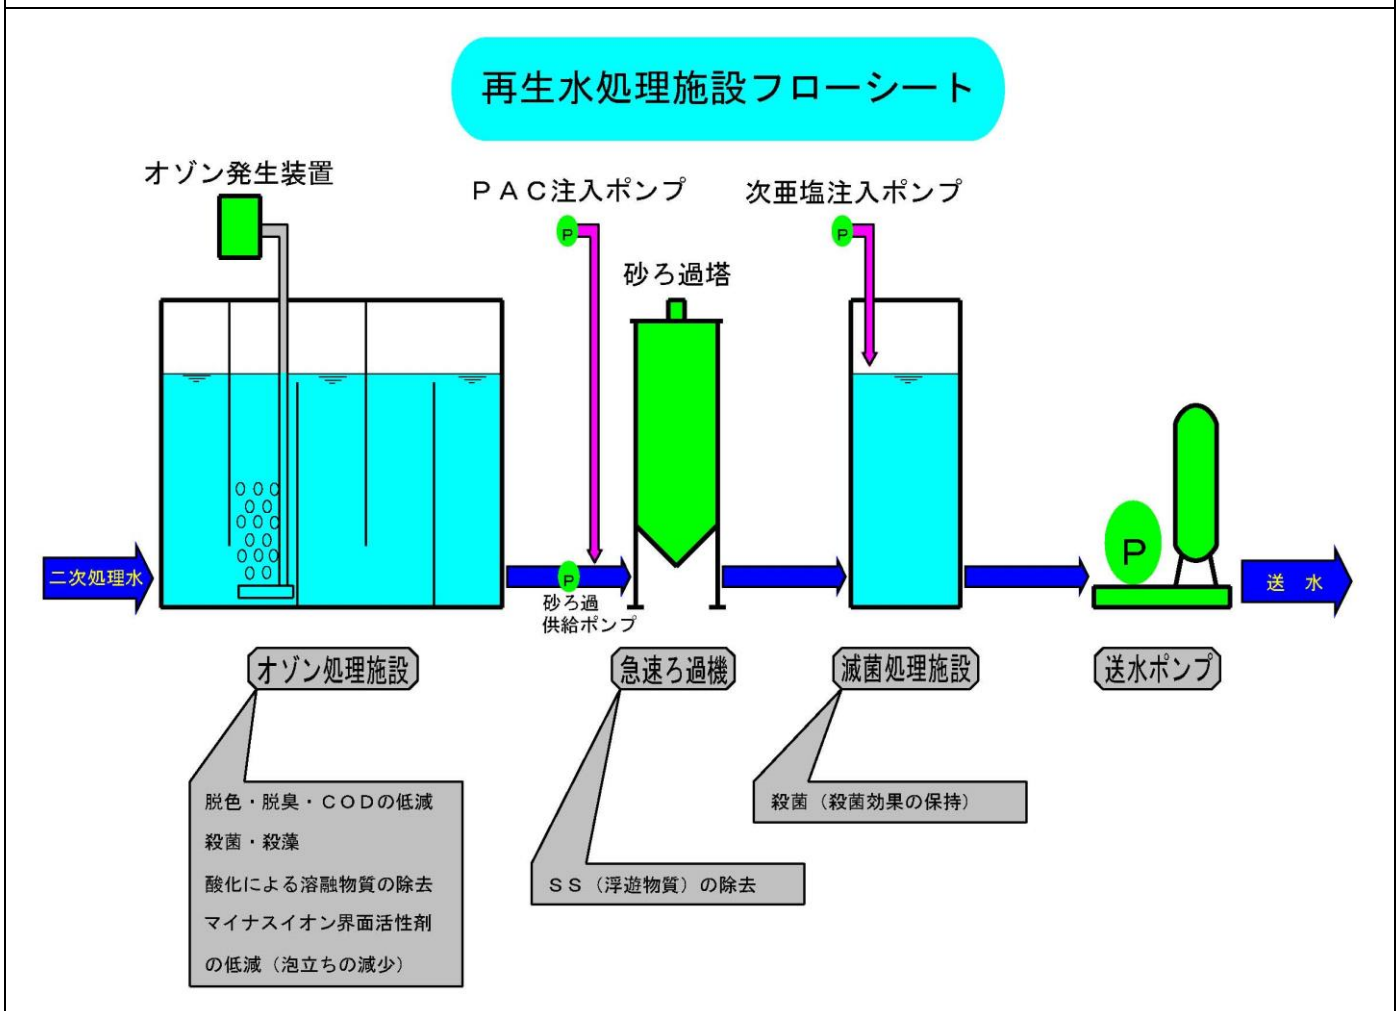 再生水処理施設フローシート
オゾン発生装置
ＰＡＣ注入ポンプ
次亜塩注入ポンプ
P
P
砂ろ過塔
二次処理水
P
砂ろ過
供給ポンプ
P
送　水
オゾン処理施設
急速ろ過機
滅菌処理施設
送水ポンプ
脱色・脱臭・ＣＯＤの低減
殺菌・殺藻
酸化による溶融物質の除去
マイナスイオン界面活性剤
の低減（泡立ちの減少）
ＳＳ（浮遊物質）の除去
殺菌（殺菌効果の保持）